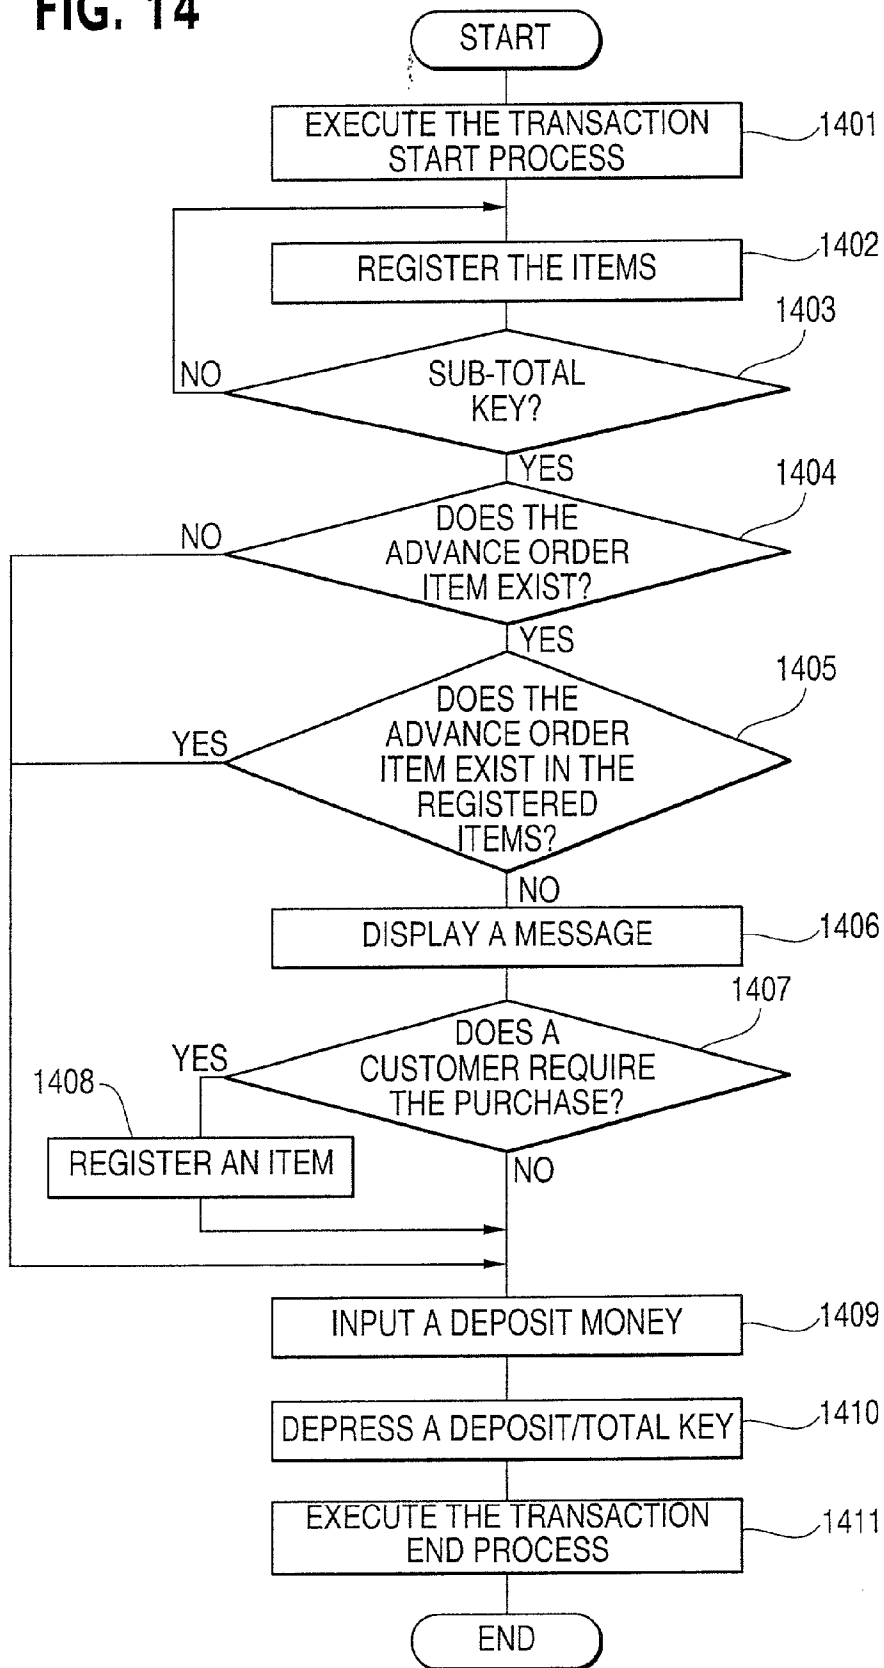 FIG. 14
START
EXECUTE THE TRANSACTION
START PROCESS
1401
REGISTER THE ITEMS
1402
1403
SUB-TOTAL
KEY?
NO
YES
1404
DOES THE
ADVANCE ORDER
ITEM EXIST?
NO
YES
1405
DOES THE
ADVANCE ORDER
ITEM EXIST IN THE
REGISTERED
ITEMS?
YES
NO
DISPLAY A MESSAGE
1406
1407
DOES A
CUSTOMER REQUIRE
THE PURCHASE?
YES
1408
REGISTER AN ITEM
NO
INPUT A DEPOSIT MONEY
1409
DEPRESS A DEPOSIT/TOTAL KEY
1410
EXECUTE THE TRANSACTION
END PROCESS
1411
END